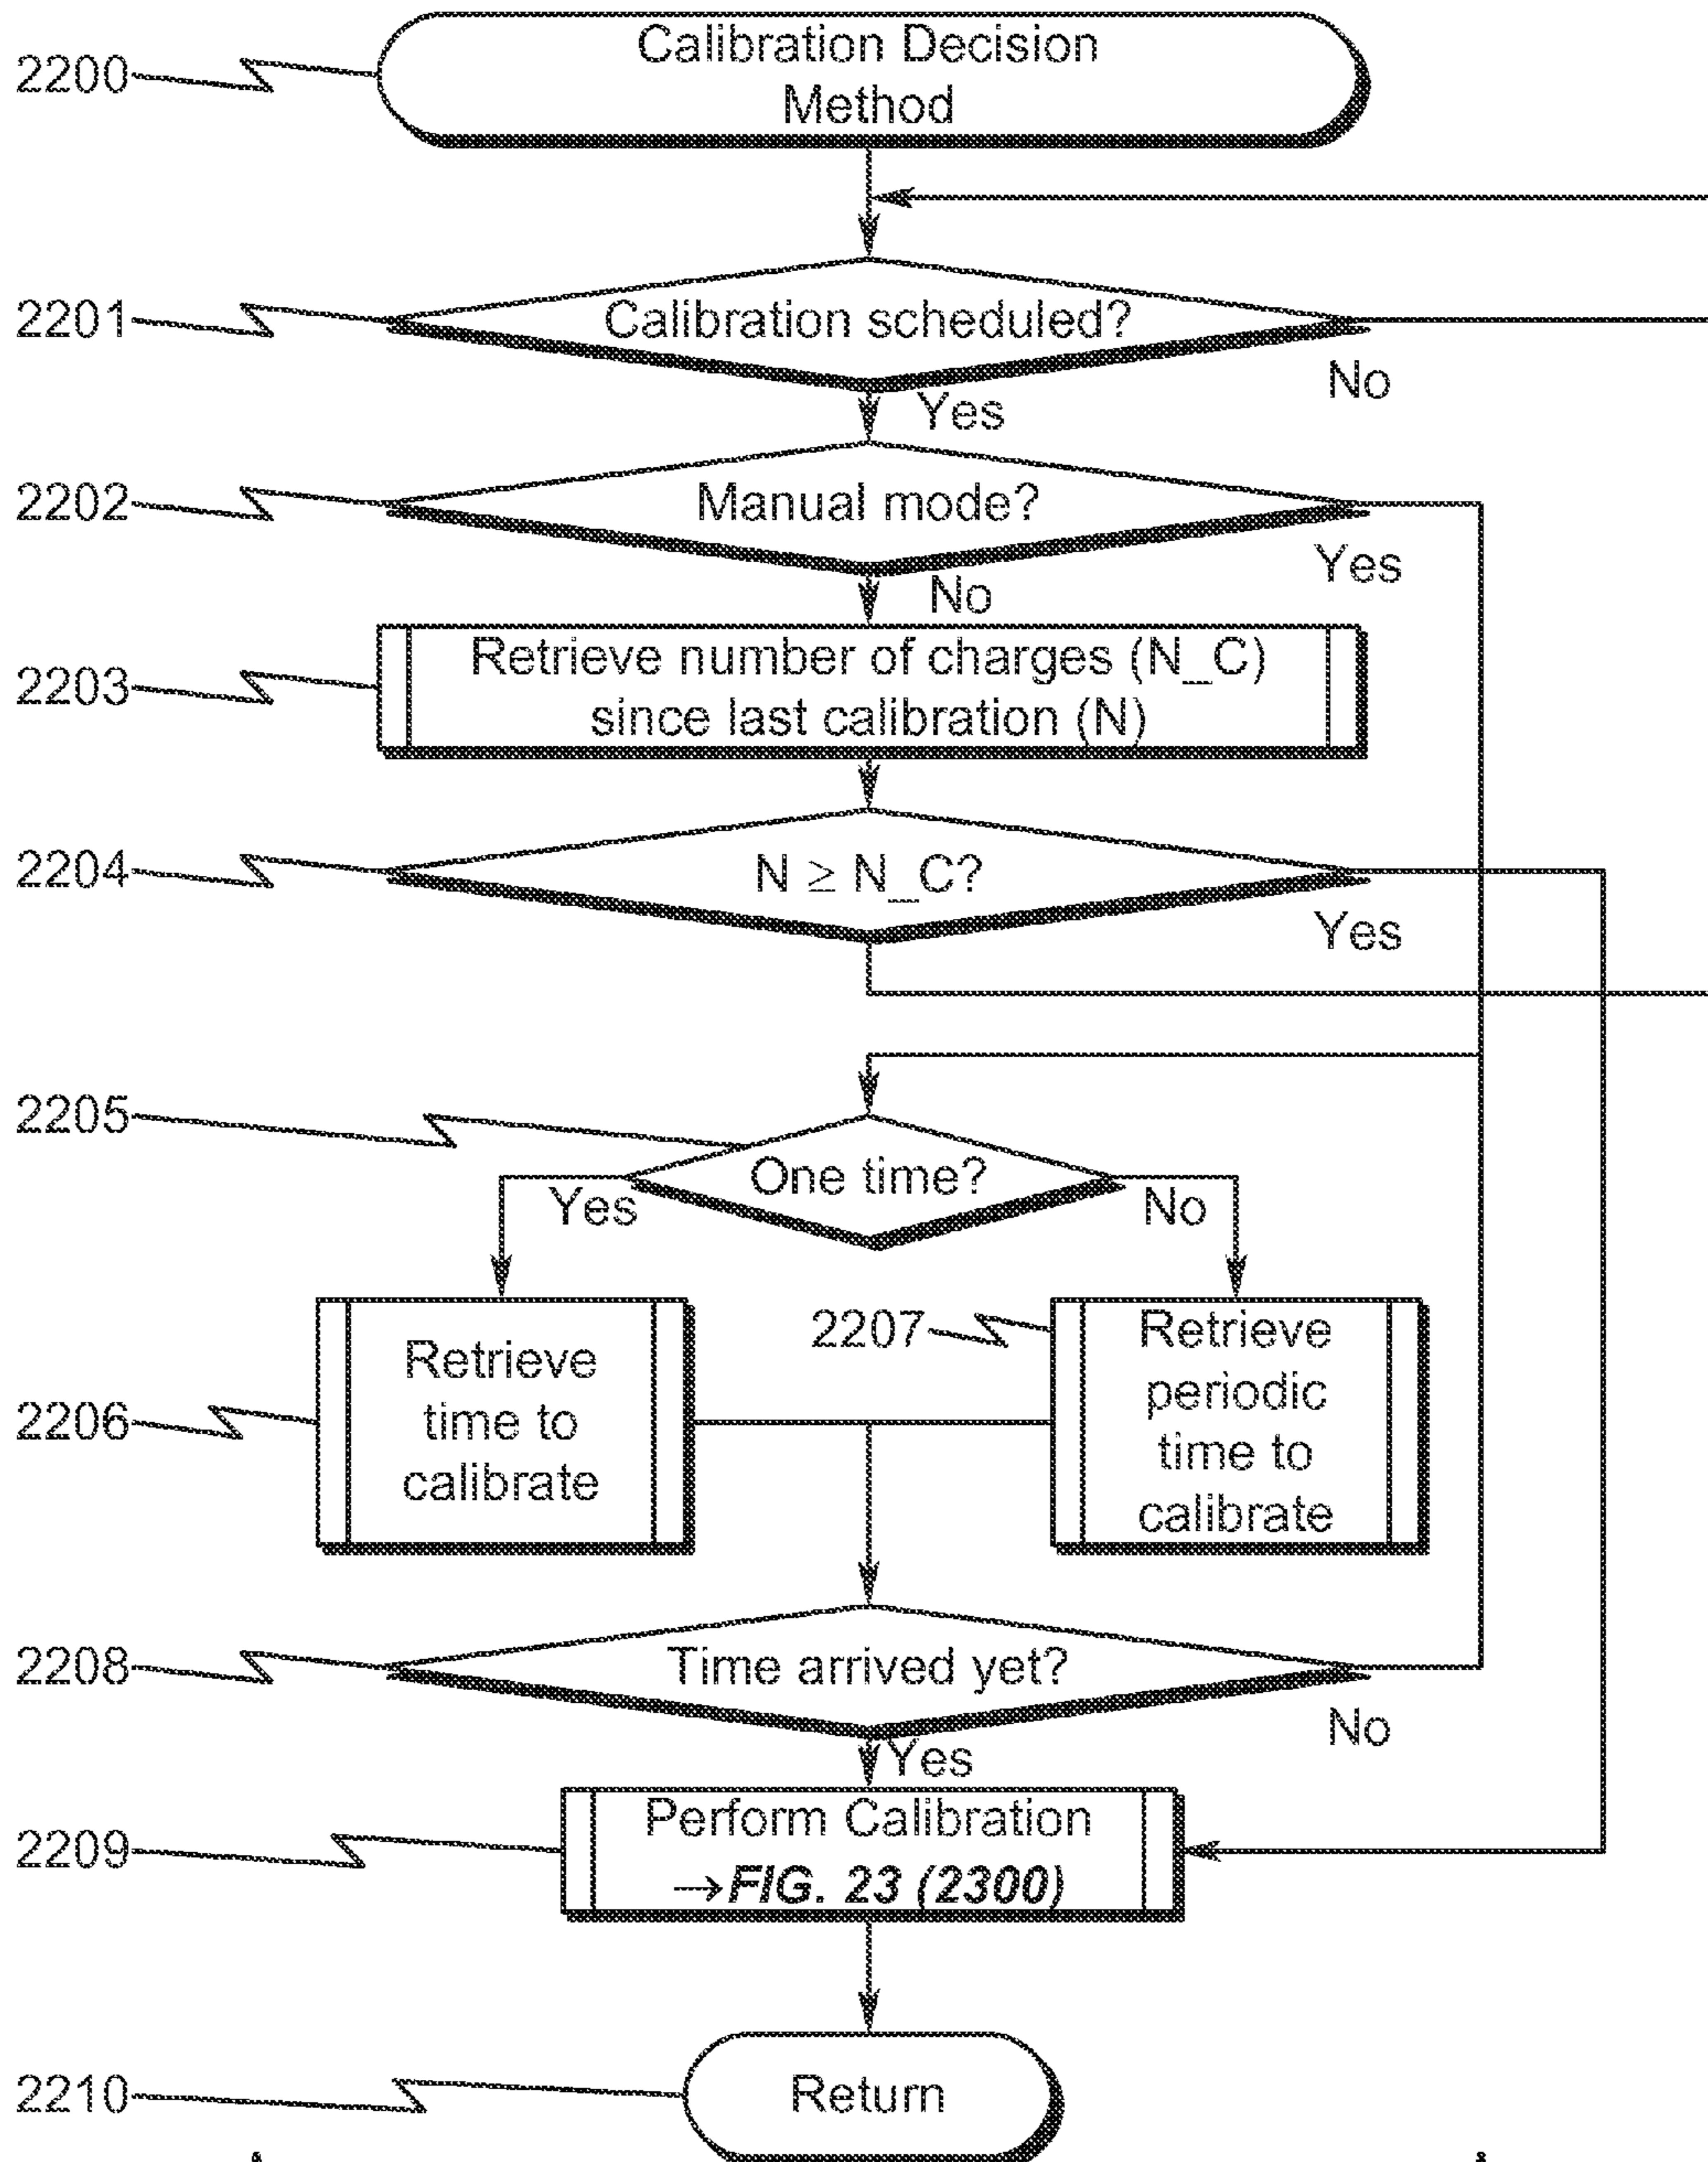 2200
Calibration Decision
Method
2201
Calibration scheduled?
No
Yes
2202
Manual mode?
Yes
No
2203
Retrieve number of charges (N_C)
since last calibration (N)
2204
N ≥ N_C?
Yes
2205
One time?
Yes
No
2206
Retrieve
time to
calibrate
2207
Retrieve
periodic
time to
calibrate
2208
Time arrived yet?
No
Yes
2209
Perform Calibration
→FIG. 23 (2300)
2210
Return